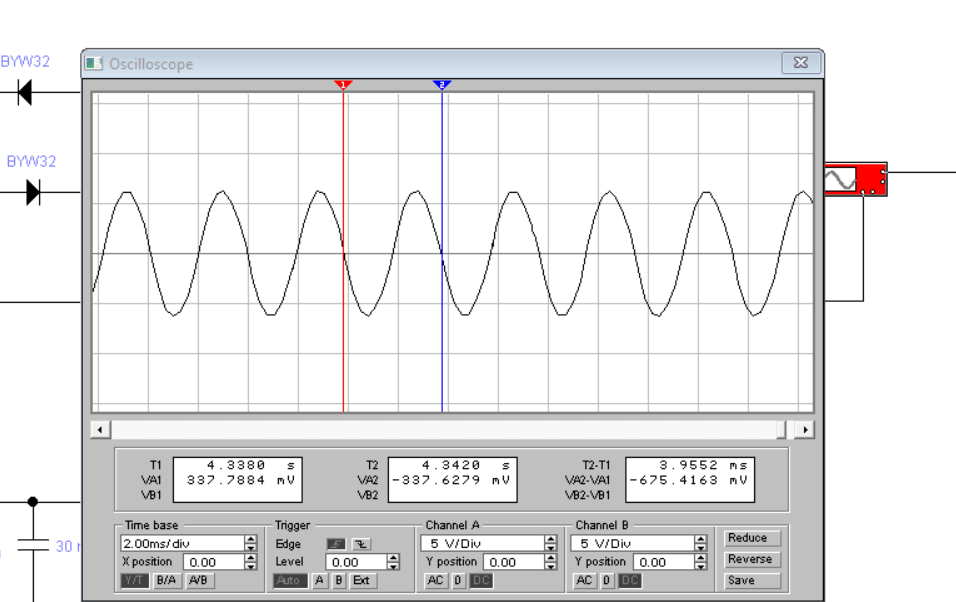 BYW32
Oscilloscope
1 2
BYW32
T1 4.3380 s T2 4.3420 s T2-T1 3.9552 ms
VA1 337.7884 mV VA2 -337.6279 mV VA2-VA1 -675.4163 mV
VB1 VB2 VB2-VB1
Time base Trigger Channel A Channel B
2.00ms/div Edge 5 V/Div 5 V/Div Reduce
X position 0.00 Level 0.00 Y position 0.00 Y position 0.00 Reverse
Y/T B/A A/B Auto A B Ext AC 0 DC AC 0 DC Save
30